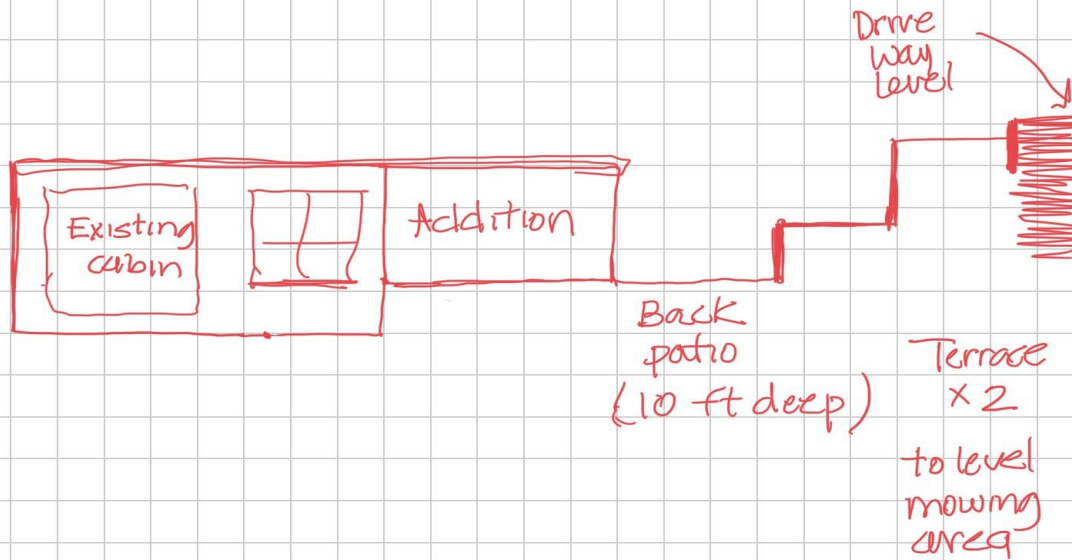 Drive
way
level
Existing
cabin
Addition
Back
patio
(10 ft deep)
Terrace
x 2
to level
mowing
area